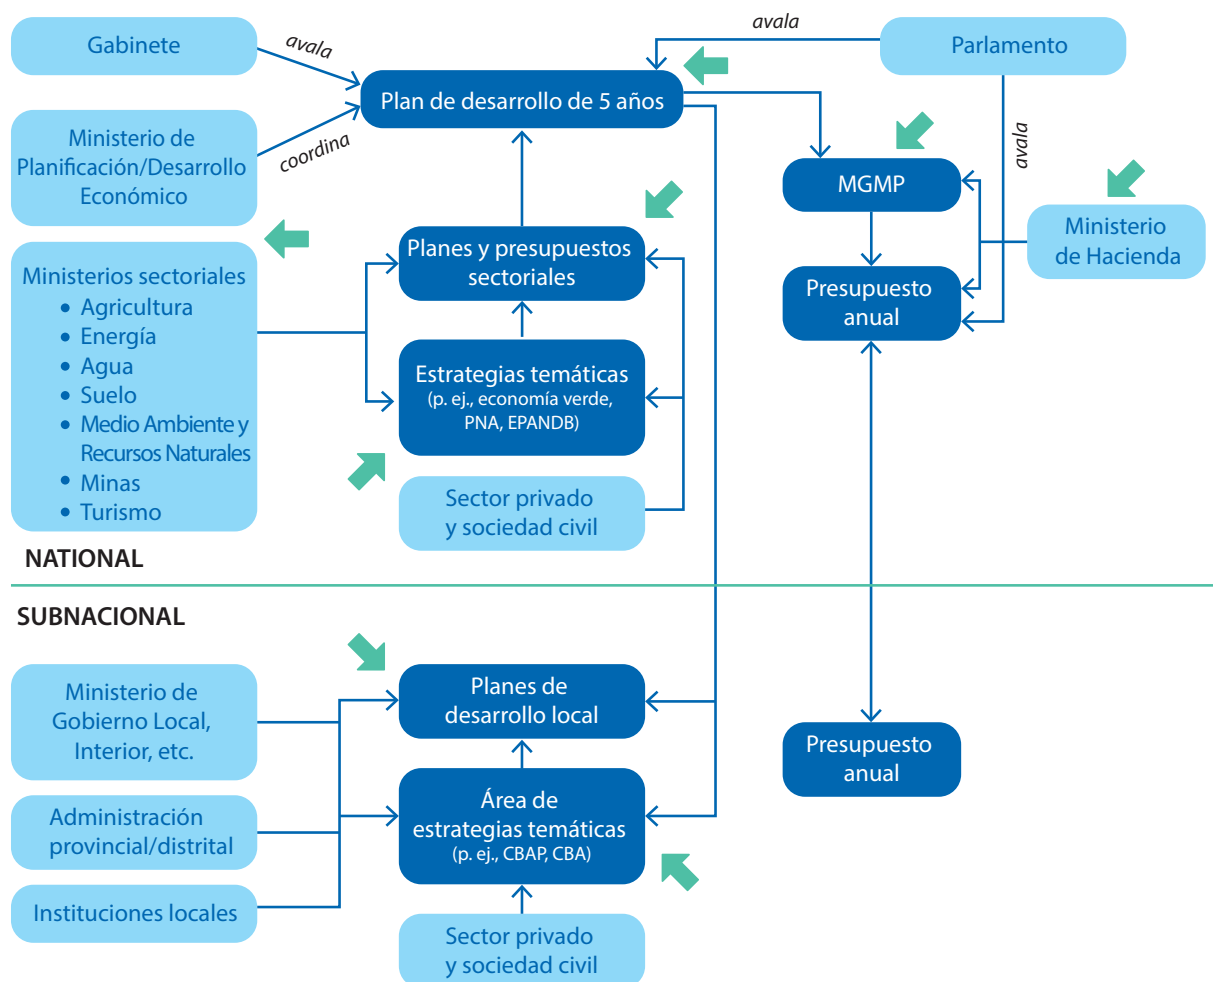 Gabinete
avala
avala
Parlamento
Plan de desarrollo de 5 años
Ministerio de
Planificación/Desarrollo
Económico
coordina
avala
MGMP
Ministerio
de Hacienda
Ministerios sectoriales
• Agricultura
• Energía
• Agua
• Suelo
• Medio Ambiente y
Recursos Naturales
• Minas
• Turismo
Planes y presupuestos
sectoriales
Presupuesto
anual
Estrategias temáticas
(p. ej., economía verde,
PNA, EPANDB)
Sector privado
y sociedad civil
NATIONAL
SUBNACIONAL
Ministerio de
Gobierno Local,
Interior, etc.
Planes de
desarrollo local
Presupuesto
anual
Administración
provincial/distrital
Área de
estrategias temáticas
(p. ej., CBAP, CBA)
Instituciones locales
Sector privado
y sociedad civil